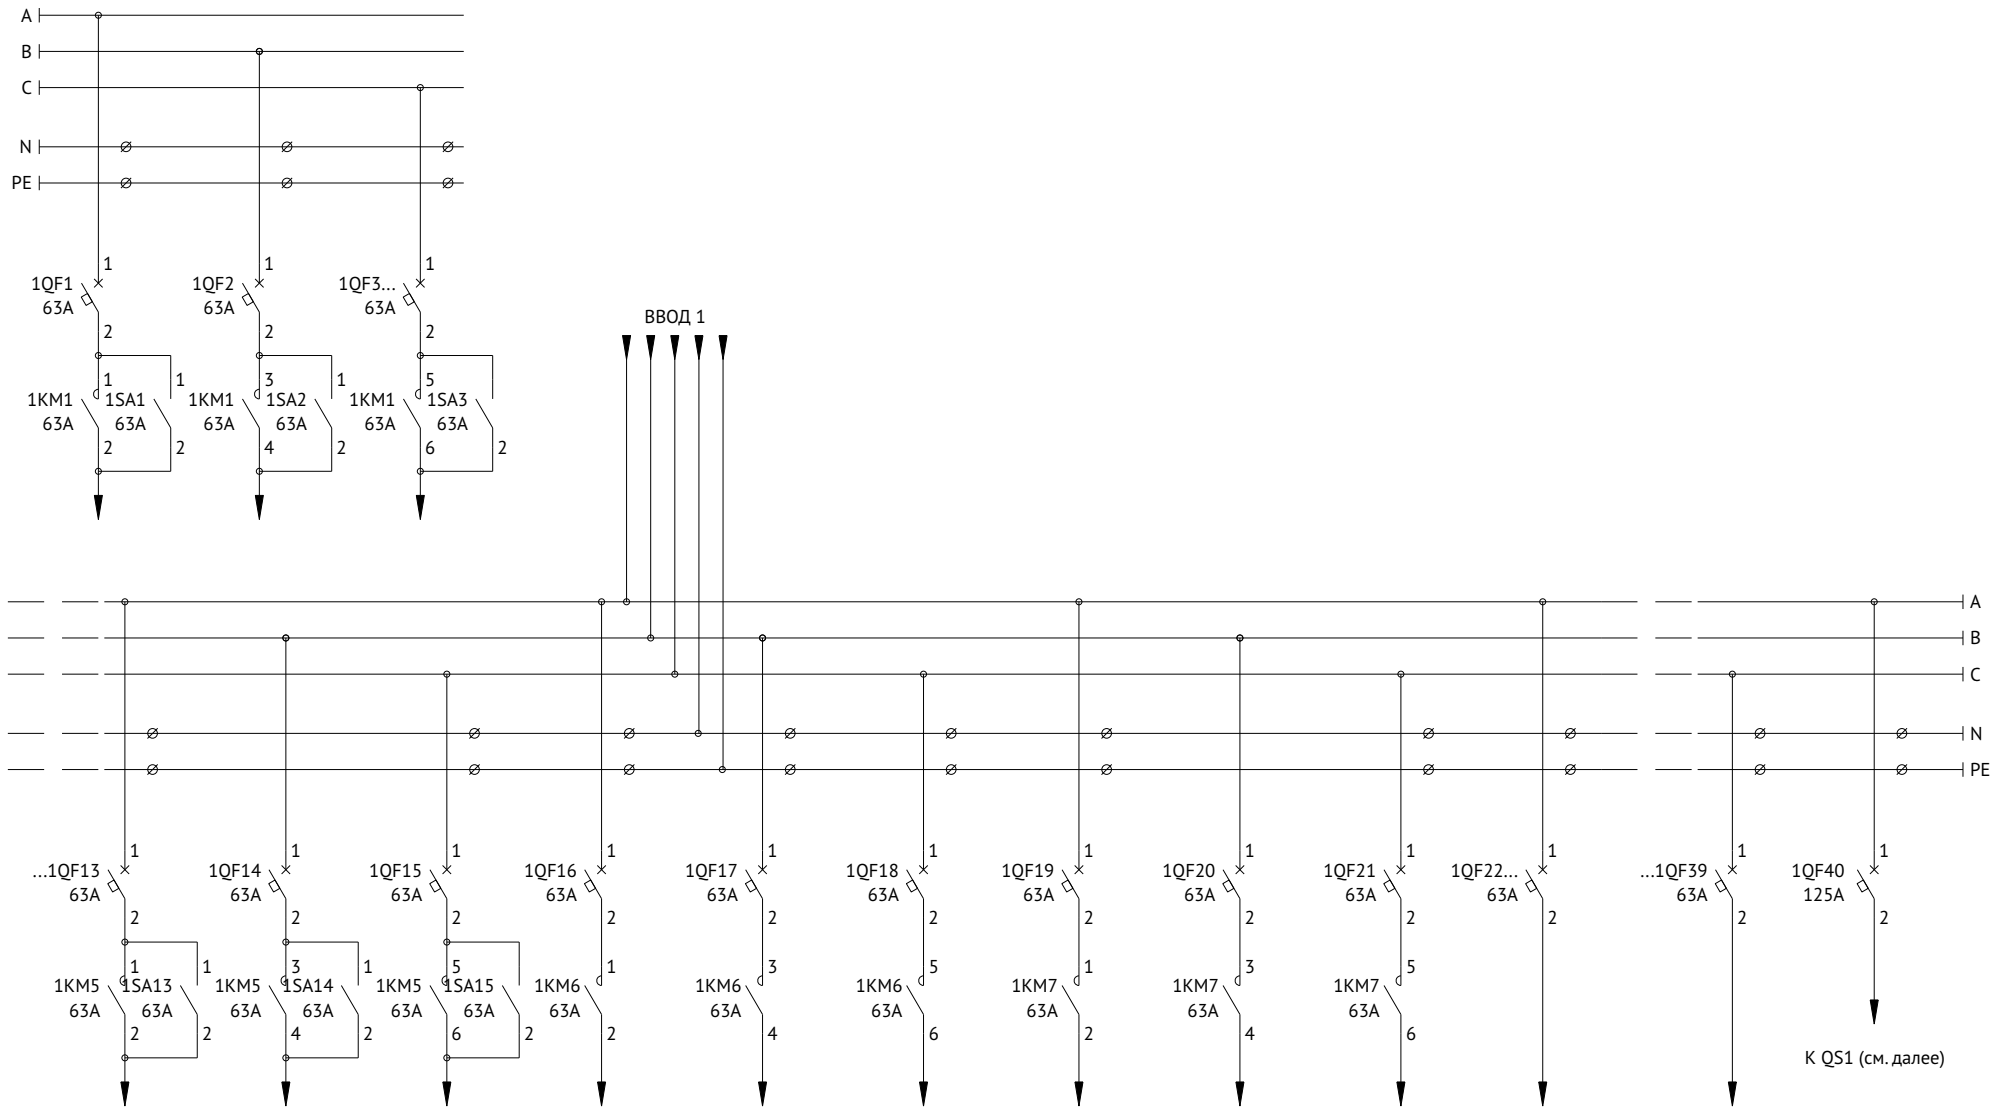 A
B
C
N
PE
1 1 1
1QF1 1QF2 1QF3...
63A 63A 63A
2 2 2
ВВОД 1
1 1 3 1 5
1KM1 1SA1 1KM1 1SA2 1KM1 1SA3
63A 63A 63A 63A 63A 63A
2 2 4 2 6 2
A
B
C
N
PE
1 1 1 1 1 1 1 1 1 1 1 1
...1QF13 1QF14 1QF15 1QF16 1QF17 1QF18 1QF19 1QF20 1QF21 1QF22... ...1QF39 1QF40
63A 63A 63A 63A 63A 63A 63A 63A 63A 63A 63A 125A
2 2 2 2 2 2 2 2 2 2 2 2
1 1 3 1 5 1 3 5 1 3 5
1KM5 1SA13 1KM5 1SA14 1KM5 1SA15 1KM6 1KM6 1KM6 1KM7 1KM7 1KM7
63A 63A 63A 63A 63A 63A 63A 63A 63A 63A 63A 63A
2 2 4 2 6 2 2 4 6 2 4 6
К QS1 (см. далее)